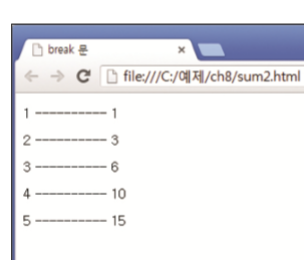 break 문
file:///C:/예제/ch8/sum2.html
1 ---------- 1
2 ---------- 3
3 ---------- 6
4 ---------- 10
5 ---------- 15